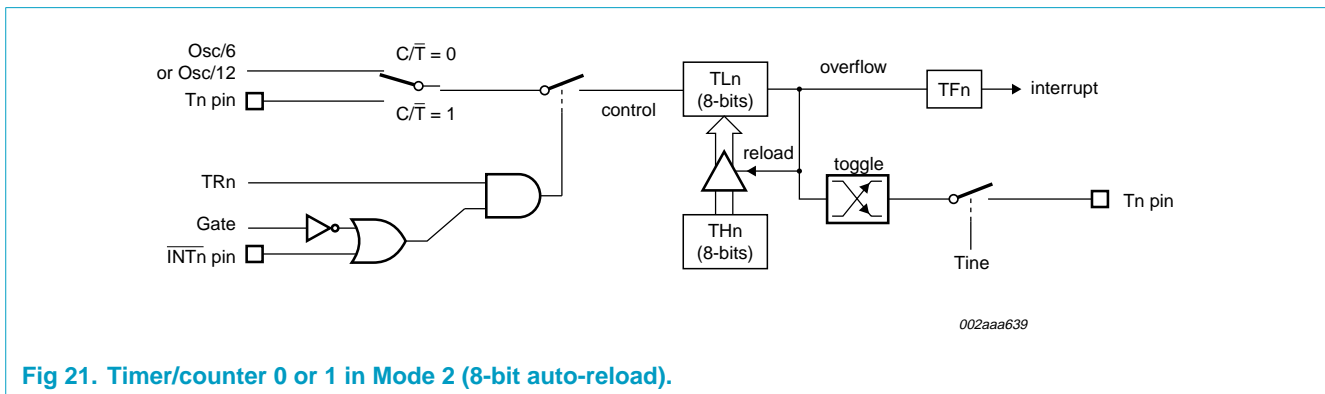 Osc/6
or Osc/12
C/T̅ = 0
Tn pin
C/T̅ = 1
control
TLn
(8-bits)
overflow
TFn
interrupt
reload
toggle
TRn
Gate
I̅N̅T̅n̅ pin
THn
(8-bits)
Tn pin
Tine
002aaa639
Fig 21. Timer/counter 0 or 1 in Mode 2 (8-bit auto-reload).